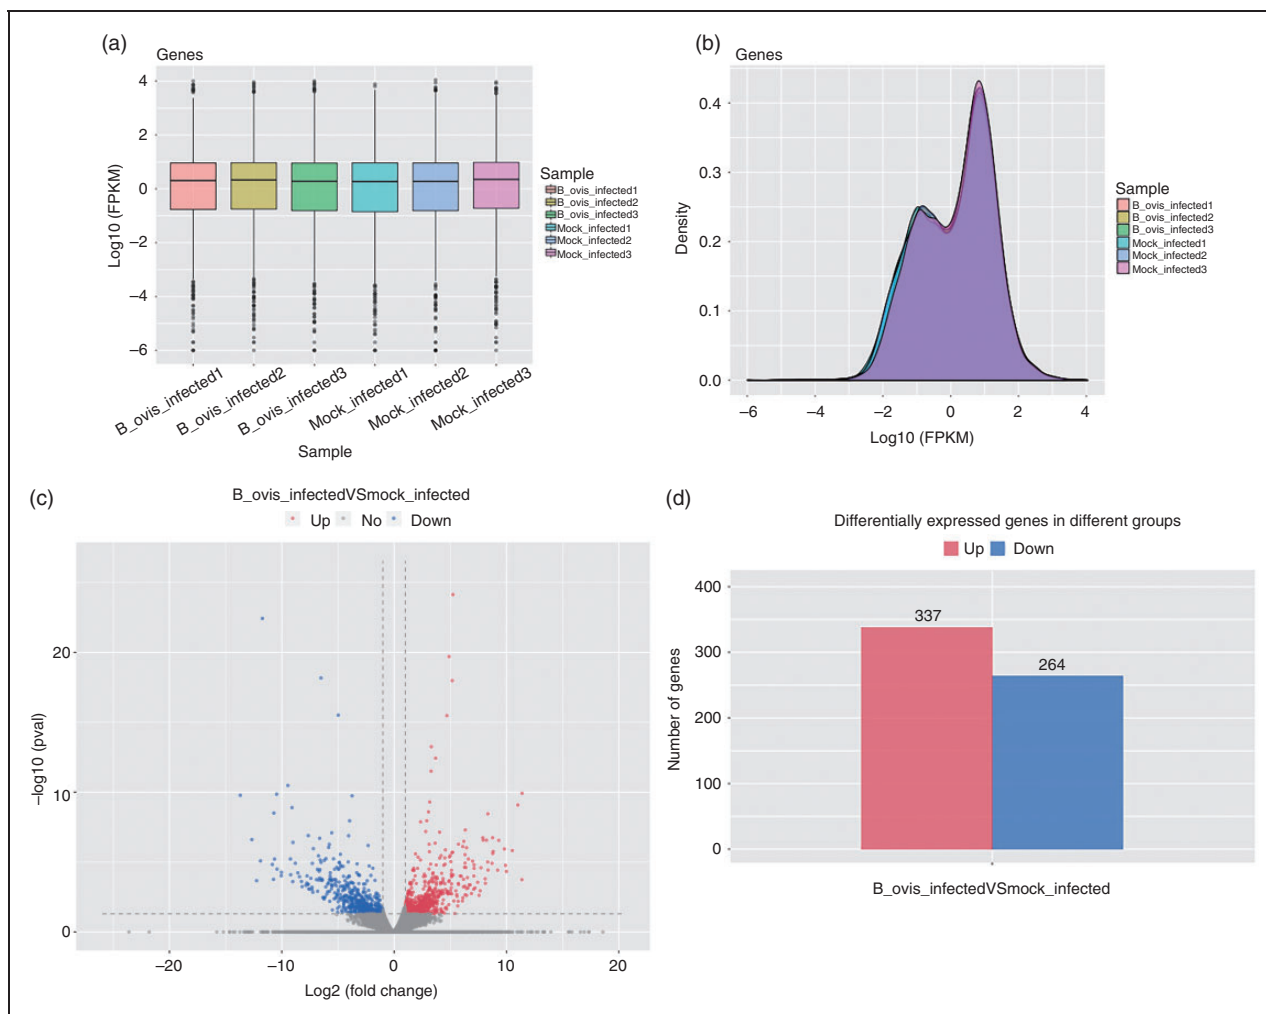 (a)
Genes
4
2
0
−2
−4
−6
Log10 (FPKM)
B_ovis_infected1
B_ovis_infected2
B_ovis_infected3
Mock_infected1
Mock_infected2
Mock_infected3
Sample
Sample
B_ovis_infected1
B_ovis_infected2
B_ovis_infected3
Mock_infected1
Mock_infected2
Mock_infected3
(b)
Genes
0.4
0.3
0.2
0.1
0.0
Density
−6 −4 −2 0 2 4
Log10 (FPKM)
Sample
B_ovis_infected1
B_ovis_infected2
B_ovis_infected3
Mock_infected1
Mock_infected2
Mock_infected3
(c)
B_ovis_infectedVSmock_infected
Up No Down
20
10
0
−log10 (pval)
−20 −10 0 10 20
Log2 (fold change)
(d)
Differentially expressed genes in different groups
Up Down
400
300
200
100
0
Number of genes
337
264
B_ovis_infectedVSmock_infected